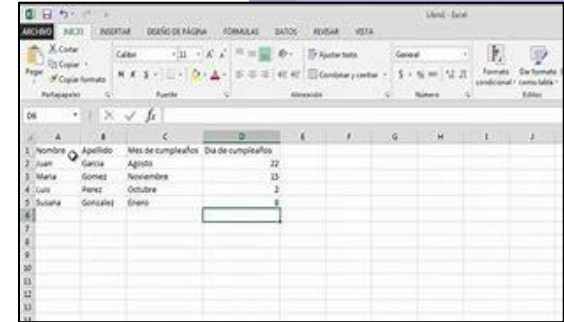 Libro1 - Excel
ARCHIVO INICIO INSERTAR DISEÑO DE PÁGINA FÓRMULAS DATOS REVISAR VISTA
Cortar Calibri 11 Ajustar texto General
Copiar
Pegar Copiar formato N K S Combinar y centrar $ % Formato condicional Dar formato como tabla
Portapapeles Fuente Alineación Número Estilos
D6 fx
A B C D E F G H I J
1 Nombre Apellido Mes de cumpleaños Dia de cumpleaños
2 Juan Garcia Agosto 22
3 Maria Gomez Noviembre 15
4 Luis Perez Octubre 2
5 Susana Gonzalez Enero 8
6
7
8
9
10
11
12
13
14